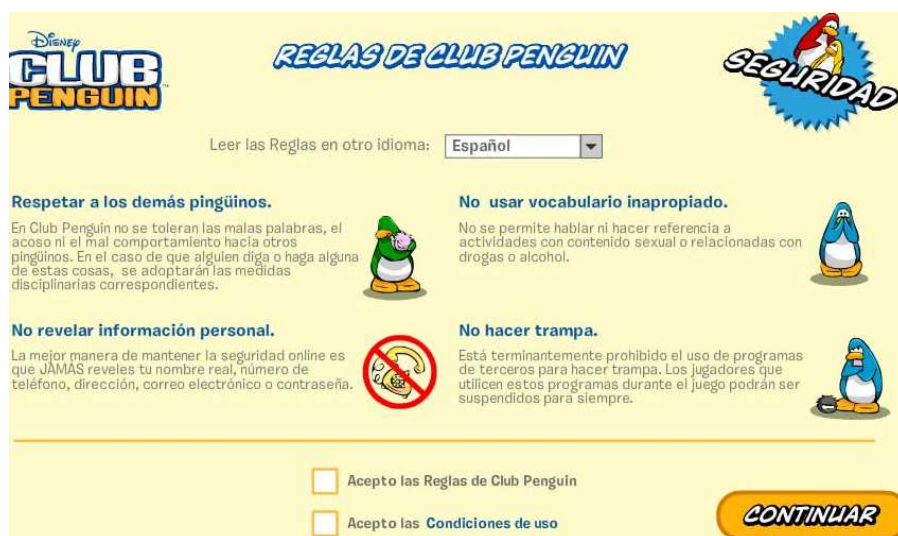 Disney
CLUB
PENGUIN
REGLAS DE CLUB PENGUIN
SEGURIDAD
Leer las Reglas en otro idioma: Español
Respetar a los demás pingüinos.
En Club Penguin no se toleran las malas palabras, el
acoso ni el mal comportamiento hacia otros
pingüinos. En el caso de que alguien diga o haga alguna
de estas cosas, se adoptarán las medidas
disciplinarias correspondientes.
No usar vocabulario inapropiado.
No se permite hablar ni hacer referencia a
actividades con contenido sexual o relacionadas con
drogas o alcohol.
No revelar información personal.
La mejor manera de mantener la seguridad online es
que JAMÁS reveles tu nombre real, número de
teléfono, dirección, correo electrónico o contraseña.
No hacer trampa.
Está terminantemente prohibido el uso de programas
de terceros para hacer trampa. Los jugadores que
utilicen estos programas durante el juego podrán ser
suspendidos para siempre.
Acepto las Reglas de Club Penguin
Acepto las Condiciones de uso
CONTINUAR